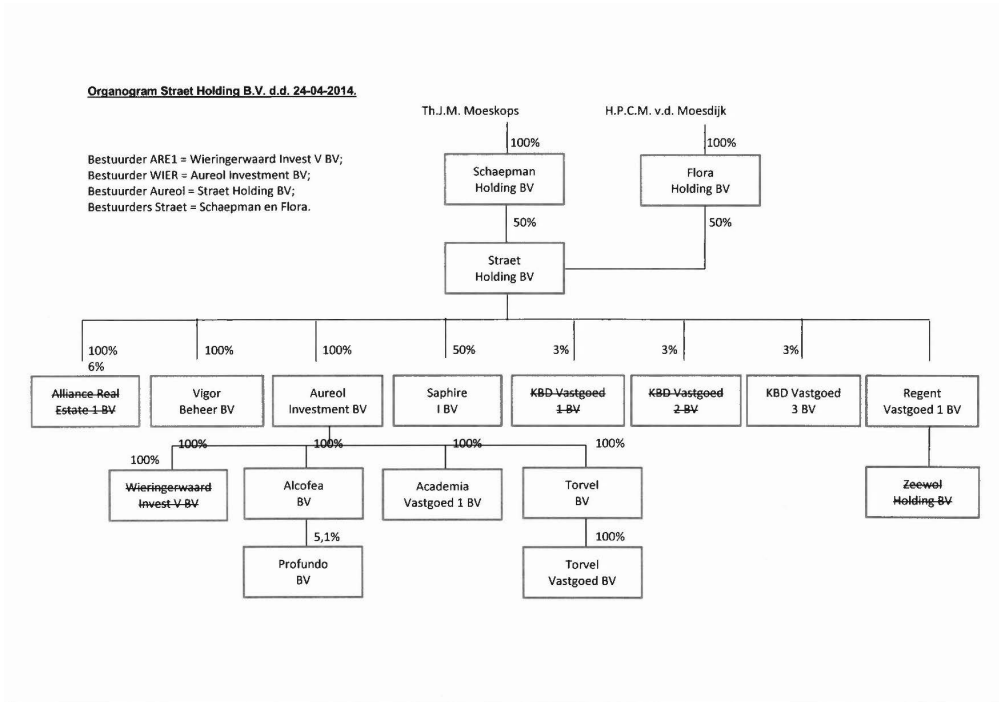 Organogram Straet Holding B.V. d.d. 24-04-2014.
Th.J.M. Moeskops
H.P.C.M. v.d. Moesdijk
Bestuurder ARE1 = Wieringerwaard Invest V BV;
Bestuurder WIER = Aureol Investment BV;
Bestuurder Aureol = Straet Holding BV;
Bestuurders Straet = Schaepman en Flora.
100%
100%
Schaepman
Holding BV
Flora
Holding BV
50%
50%
Straet
Holding BV
100%
6%
100%
100%
50%
3%
3%
3%
Alliance Real
Estate 1 BV
Vigor
Beheer BV
Aureol
Investment BV
Saphire
I BV
KBD Vastgoed
1 BV
KBD Vastgoed
2 BV
KBD Vastgoed
3 BV
Regent
Vastgoed 1 BV
100%
100%
100%
100%
100%
Wieringerwaard
Invest V BV
Alcofea
BV
Academia
Vastgoed 1 BV
Torvel
BV
Zeewol
Holding BV
5,1%
100%
Profundo
BV
Torvel
Vastgoed BV